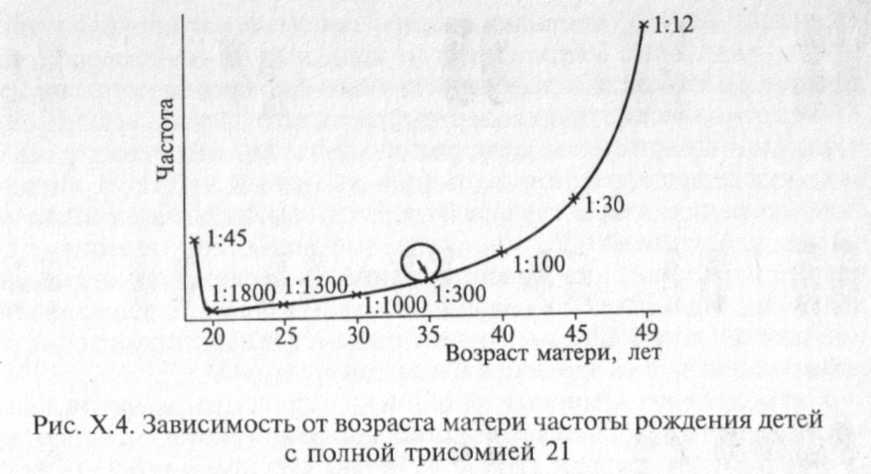 Частота
1:12
1:45
1:30
1:100
1:1800
1:1300
1:1000
1:300
20 25 30 35 40 45 49
Возраст матери, лет
Рис. X.4. Зависимость от возраста матери частоты рождения детей
с полной трисомией 21